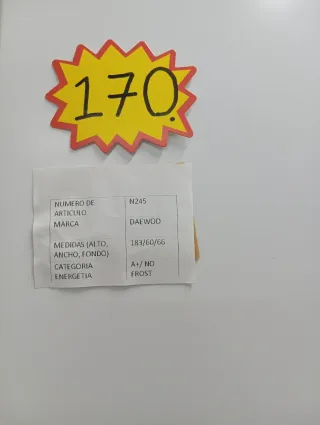 170.
NUMERO DE ARTICULO N245
MARCA DAEWOO
MEDIDAS (ALTO, ANCHO, FONDO) 183/60/66
CATEGORIA ENERGETIA A+/ NO FROST